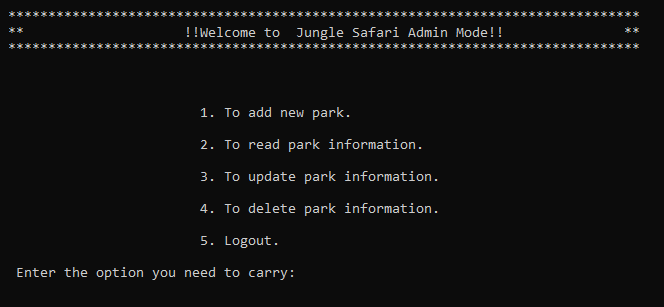 *******************************************************************************
**                    !!Welcome to  Jungle Safari Admin Mode!!               **
*******************************************************************************
1. To add new park.
2. To read park information.
3. To update park information.
4. To delete park information.
5. Logout.
Enter the option you need to carry: